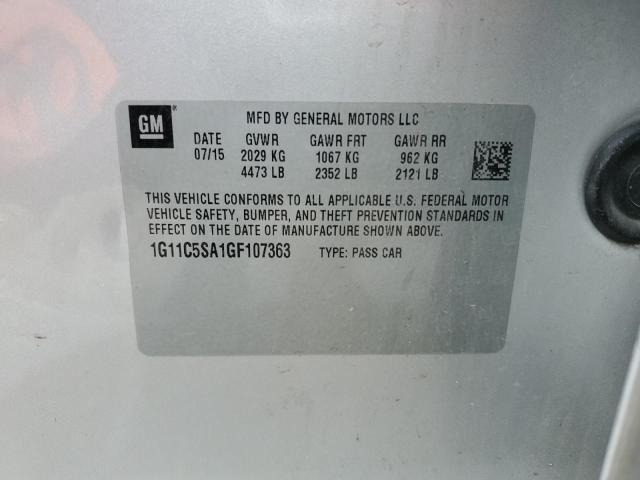 GM ®
MFD BY GENERAL MOTORS LLC
DATE GVWR GAWR FRT GAWR RR
07/15 2029 KG 1067 KG 962 KG
4473 LB 2352 LB 2121 LB
THIS VEHICLE CONFORMS TO ALL APPLICABLE U.S. FEDERAL MOTOR
VEHICLE SAFETY, BUMPER, AND THEFT PREVENTION STANDARDS IN
EFFECT ON THE DATE OF MANUFACTURE SHOWN ABOVE.
1G11C5SA1GF107363 TYPE: PASS CAR